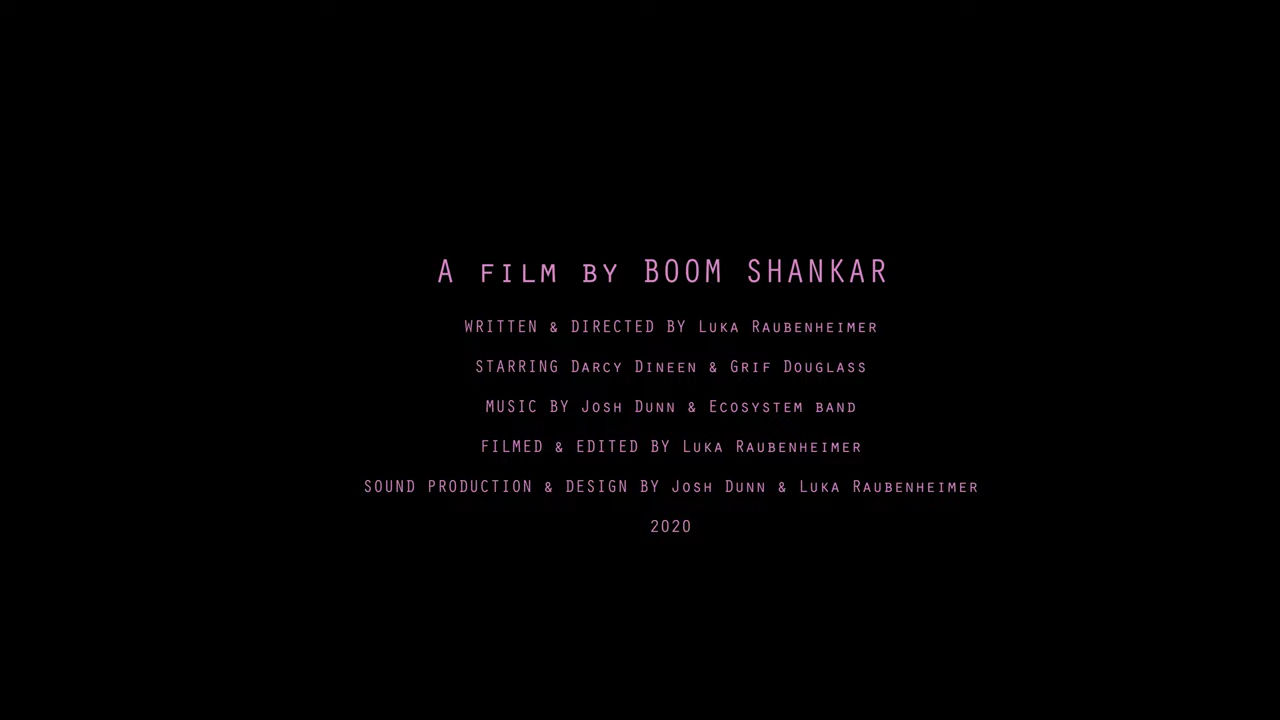 A FILM BY BOOM SHANKAR
WRITTEN & DIRECTED BY LUKA RAUBENHEIMER
STARRING DARCY DINEEN & GRIF DOUGLASS
MUSIC BY JOSH DUNN & ECOSYSTEM BAND
FILMED & EDITED BY LUKA RAUBENHEIMER
SOUND PRODUCTION & DESIGN BY JOSH DUNN & LUKA RAUBENHEIMER
2020